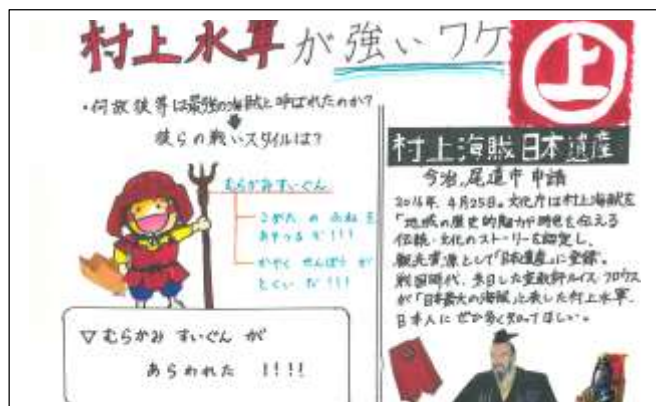 村上水軍が強いワケ
・何故彼等は最強の海賊と呼ばれたのか?
彼らの戦いスタイルは?
むらかみすいぐん
こがた の ふねを
あやつる ぞ!!!
かやく せんぽう が
とくい だ!!!
▽むらかみ すいぐん が
あらわれた !!!!
上
村上海賊日本遺産
今治、尾道市 申請
2016年、4月25日。文化庁は村上海賊を
「地域の歴史的魅力や特色を伝える
伝統・文化のストーリーを認定し、
観光資源として「日本遺産」に登録。
戦国時代、来日した宣教師ルイス・フロイス
が「日本最大の海賊」と表した村上水軍、
日本人にぜひ多く知ってほしい。